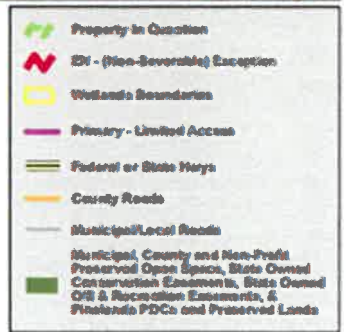 Property In Question
EN - (Non-Severable) Exception
Wetlands Boundaries
Primary - Limited Access
Federal or State Hwys
County Roads
Municipal/Local Roads
Municipal, County and Non-Profit
Preserved Open Space, State Owned
Conservation Easements, State Owned
O/S & Recreation Easements, &
Pinelands PDCs and Preserved Lands